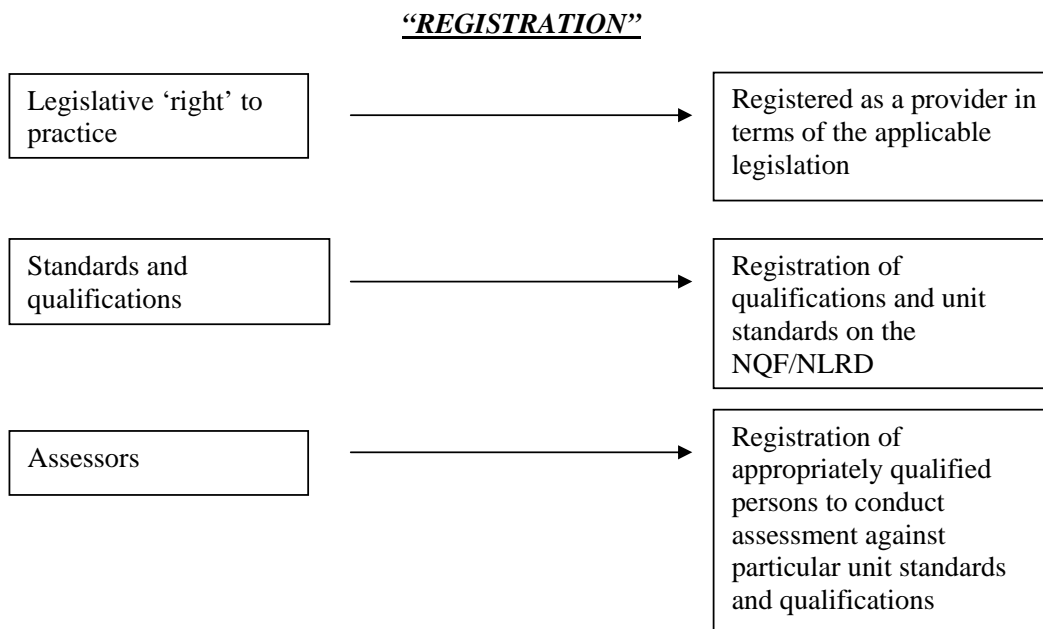 “REGISTRATION”
Legislative ‘right’ to
practice
Registered as a provider in
terms of the applicable
legislation
Standards and
qualifications
Registration of
qualifications and unit
standards on the
NQF/NLRD
Assessors
Registration of
appropriately qualified
persons to conduct
assessment against
particular unit standards
and qualifications